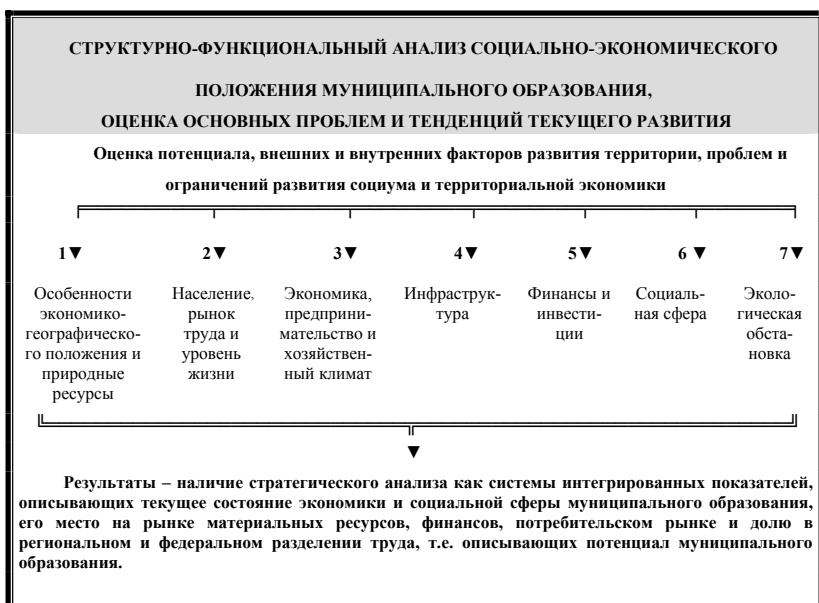 СТРУКТУРНО-ФУНКЦИОНАЛЬНЫЙ АНАЛИЗ СОЦИАЛЬНО-ЭКОНОМИЧЕСКОГО
ПОЛОЖЕНИЯ МУНИЦИПАЛЬНОГО ОБРАЗОВАНИЯ,
ОЦЕНКА ОСНОВНЫХ ПРОБЛЕМ И ТЕНДЕНЦИЙ ТЕКУЩЕГО РАЗВИТИЯ
Оценка потенциала, внешних и внутренних факторов развития территории, проблем и
ограничений развития социума и территориальной экономики
1▼
Особенности
экономико-
географическо-
го положения и
природные
ресурсы
2▼
Население,
рынок
труда и
уровень
жизни
3▼
Экономика,
предприни-
мательство и
хозяйствен-
ный климат
4▼
Инфраструк-
тура
5▼
Финансы и
инвести-
ции
6 ▼
Социаль-
ная сфера
7▼
Эколо-
гическая
обста-
новка
▼
Результаты – наличие стратегического анализа как системы интегрированных показателей,
описывающих текущее состояние экономики и социальной сферы муниципального образования,
его место на рынке материальных ресурсов, финансов, потребительском рынке и долю в
региональном и федеральном разделении труда, т.е. описывающих потенциал муниципального
образования.